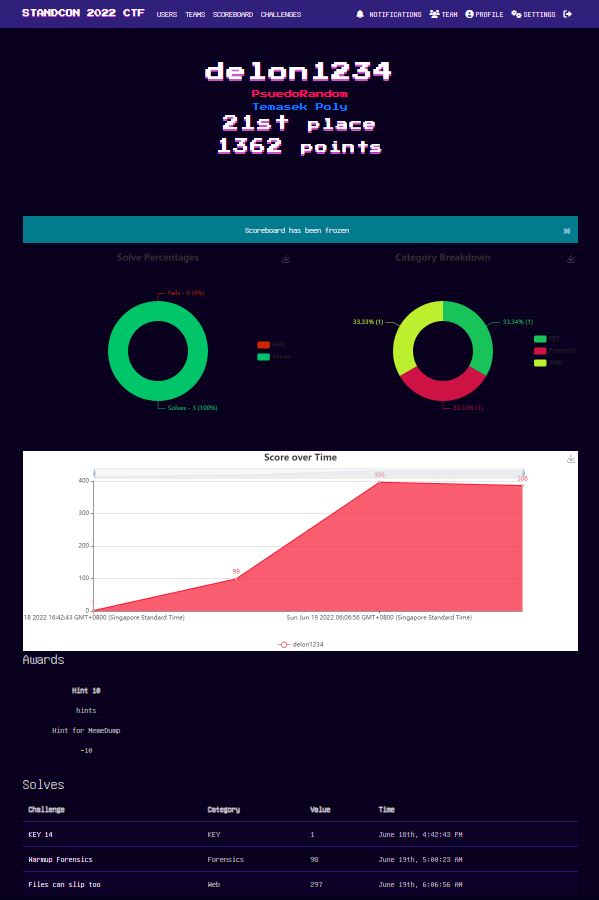 STANDCON 2022 CTF USERS TEAMS SCOREBOARD CHALLENGES NOTIFICATIONS TEAM PROFILE SETTINGS
delon1234
PsuedoRandom
Temasek Poly
21st place
1362 points
Scoreboard has been frozen
Solve Percentages
Fails - 0 (0%)
Fails
Solves
Solves - 3 (100%)
Category Breakdown
33.33% (1)
33.34% (1)
KEY
Forensics
Web
33.33% (1)
Score over Time
400
300
200
100
0
99
396
386
18 2022 16:42:43 GMT+0800 (Singapore Standard Time)
Sun Jun 19 2022 06:06:56 GMT+0800 (Singapore Standard Time)
delon1234
Awards
Hint 10
hints
Hint for MemeDump
-10
Solves
Challenge Category Value Time
KEY 14 KEY 1 June 18th, 4:42:43 PM
Warmup Forensics Forensics 98 June 19th, 5:00:23 AM
Files can slip too Web 297 June 19th, 6:06:56 AM